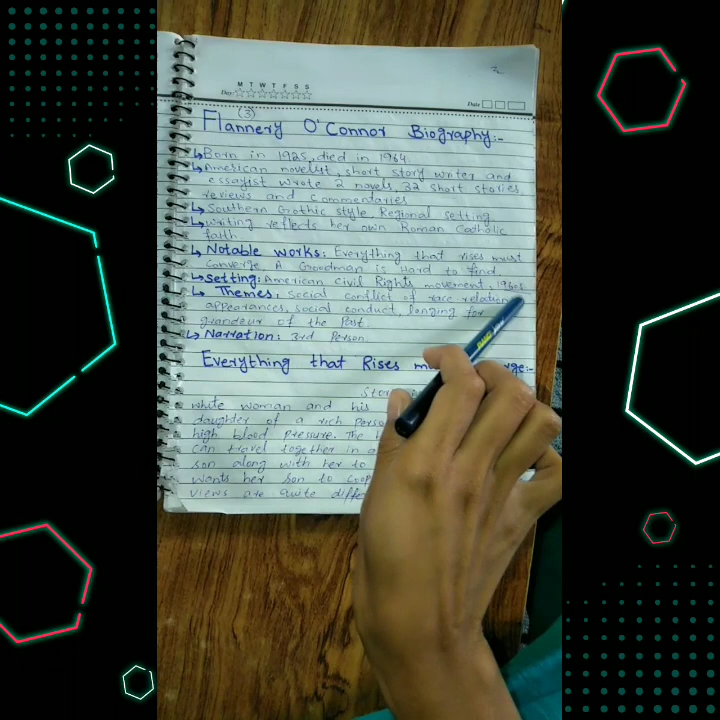 M T W T F S S
Day
Date
(3)
Flannery O'Connor Biography:-
↳Born in 1925, died in 1964.
↳American novelist, short story writer and
essayist wrote 2 novels, 32 short stories,
reviews and commentaries
↳Southern Gothic style Regional setting
↳writing reflects her own Roman Catholic
faith
↳Notable works: Everything that rises must
Converge, A Goodman is Hard to find.
↳setting: American Civil Rights movement, 1960s.
↳Themes: social conflict of race relation
appearances, social conduct, longing for
grandeur of the Past.
↳Narration: 3rd Person.
Everything that Rises
white woman and his
daughter of a rich
high blood pressure. The
can travel together in a
son along with her to
wants her son to
views are quite